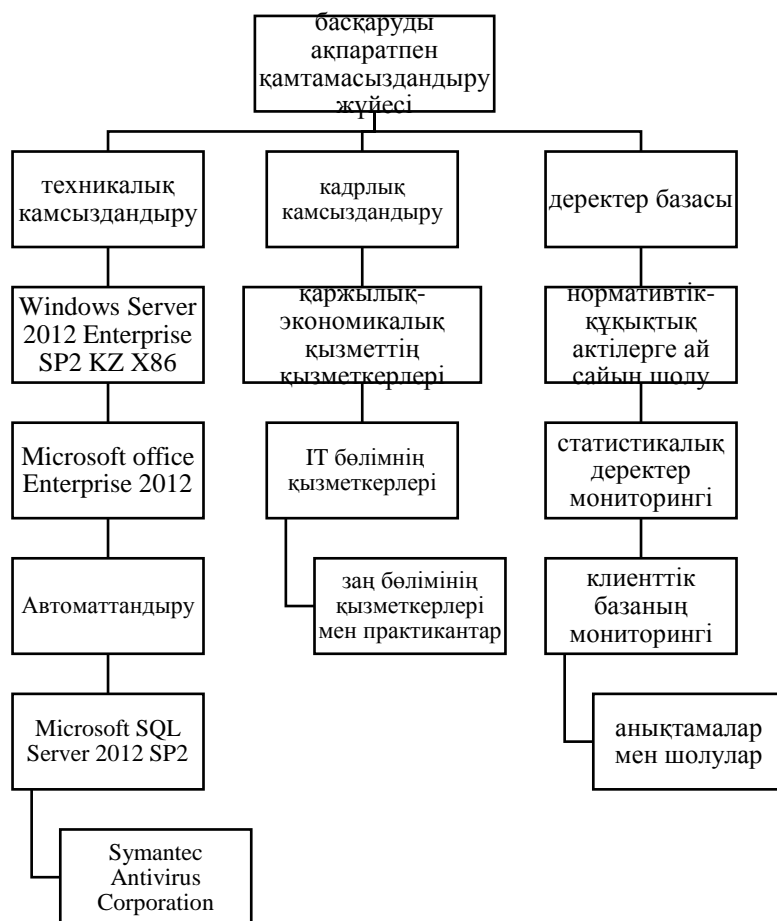 басқаруды
ақпаратпен
қамтамасыздандыру
жүйесі
техникалық
камсыздандыру
кадрлық
камсыздандыру
деректер базасы
Windows Server
2012 Enterprise
SP2 KZ X86
қаржылық-
экономикалық
қызметтің
қызметкерлері
нормативтік-
құқықтық
актілерге ай
сайын шолу
Microsoft office
Enterprise 2012
IT бөлімнің
қызметкерлері
статистикалық
деректер
мониторингі
Автоматтандыру
заң бөлімінің
қызметкерлері
мен практикантар
клиенттік
базаның
мониторингі
Microsoft SQL
Server 2012 SP2
анықтамалар
мен шолулар
Symantec
Antivirus
Corporation